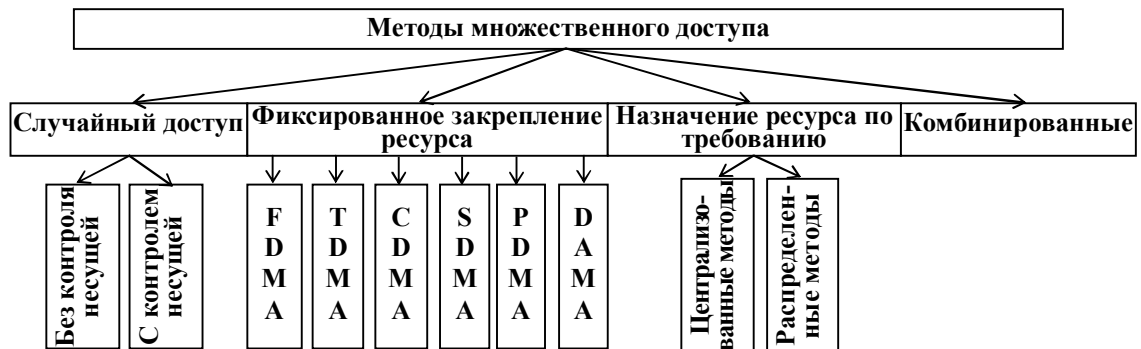 Методы множественного доступа
Случайный доступ
Фиксированное закрепление
ресурса
Назначение ресурса по
требованию
Комбинированные
Без контроля
несущей
С контролем
несущей
F
D
M
A
T
D
M
A
C
D
M
A
S
D
M
A
P
D
M
A
D
A
M
A
Централизо-
ванные методы
Распределен-
ные методы